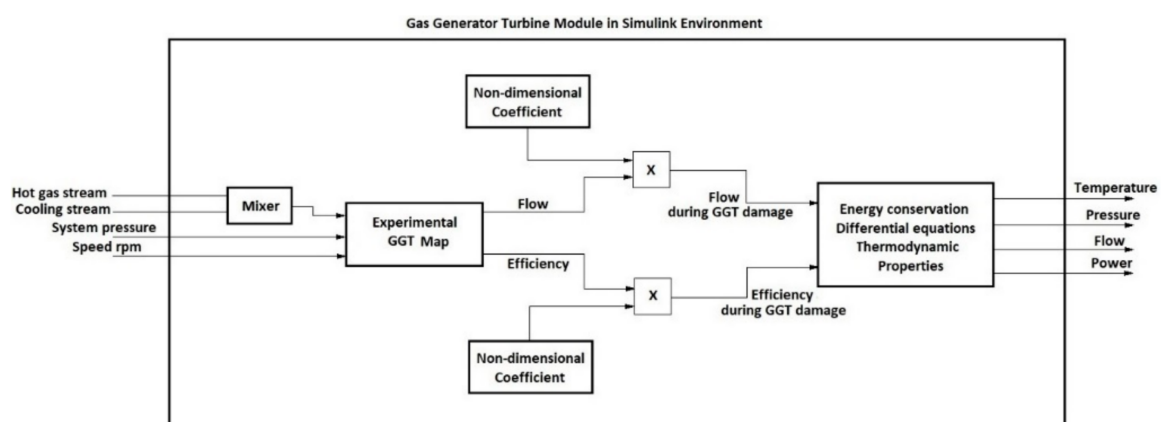 Gas Generator Turbine Module in Simulink Environment
Non-dimensional
Coefficient
Hot gas stream
Cooling stream
System pressure
Speed rpm
Mixer
Experimental
GGT Map
Flow
Efficiency
X
X
Flow
during GGT damage
Efficiency
during GGT damage
Non-dimensional
Coefficient
Energy conservation
Differential equations
Thermodynamic
Properties
Temperature
Pressure
Flow
Power